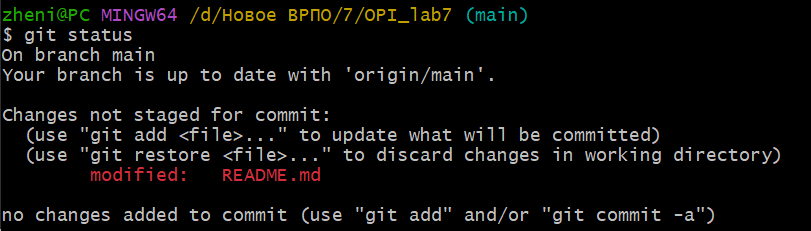 zheni@PC MINGW64 /d/Новое ВРПО/7/OPI_lab7 (main)
$ git status
On branch main
Your branch is up to date with 'origin/main'.

Changes not staged for commit:
  (use "git add <file>..." to update what will be committed)
  (use "git restore <file>..." to discard changes in working directory)
        modified:   README.md

no changes added to commit (use "git add" and/or "git commit -a")